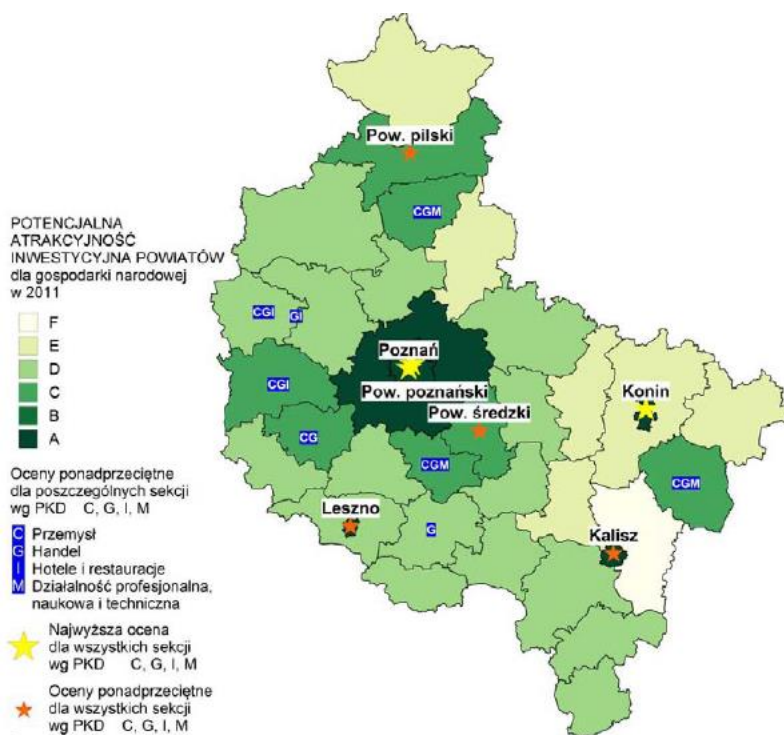 Pow. pilski
CGM
POTENCJALNA
ATRAKCYJNOŚĆ
INWESTYCYJNA POWIATÓW
dla gospodarki narodowej
w 2011
F
E
D
C
B
A
CGI
GI
Poznań
CGI
Pow. poznański
Konin
Pow. średzki
CG
CGM
CGM
Leszno
G
Kalisz
Oceny ponadprzeciętne
dla poszczególnych sekcji
wg PKD C, G, I, M
C Przemysł
G Handel
I Hotele i restauracje
M Działalność profesjonalna,
naukowa i techniczna
Najwyższa ocena
dla wszystkich sekcji
wg PKD C, G, I, M
Oceny ponadprzeciętne
dla wszystkich sekcji
wg PKD C, G, I, M